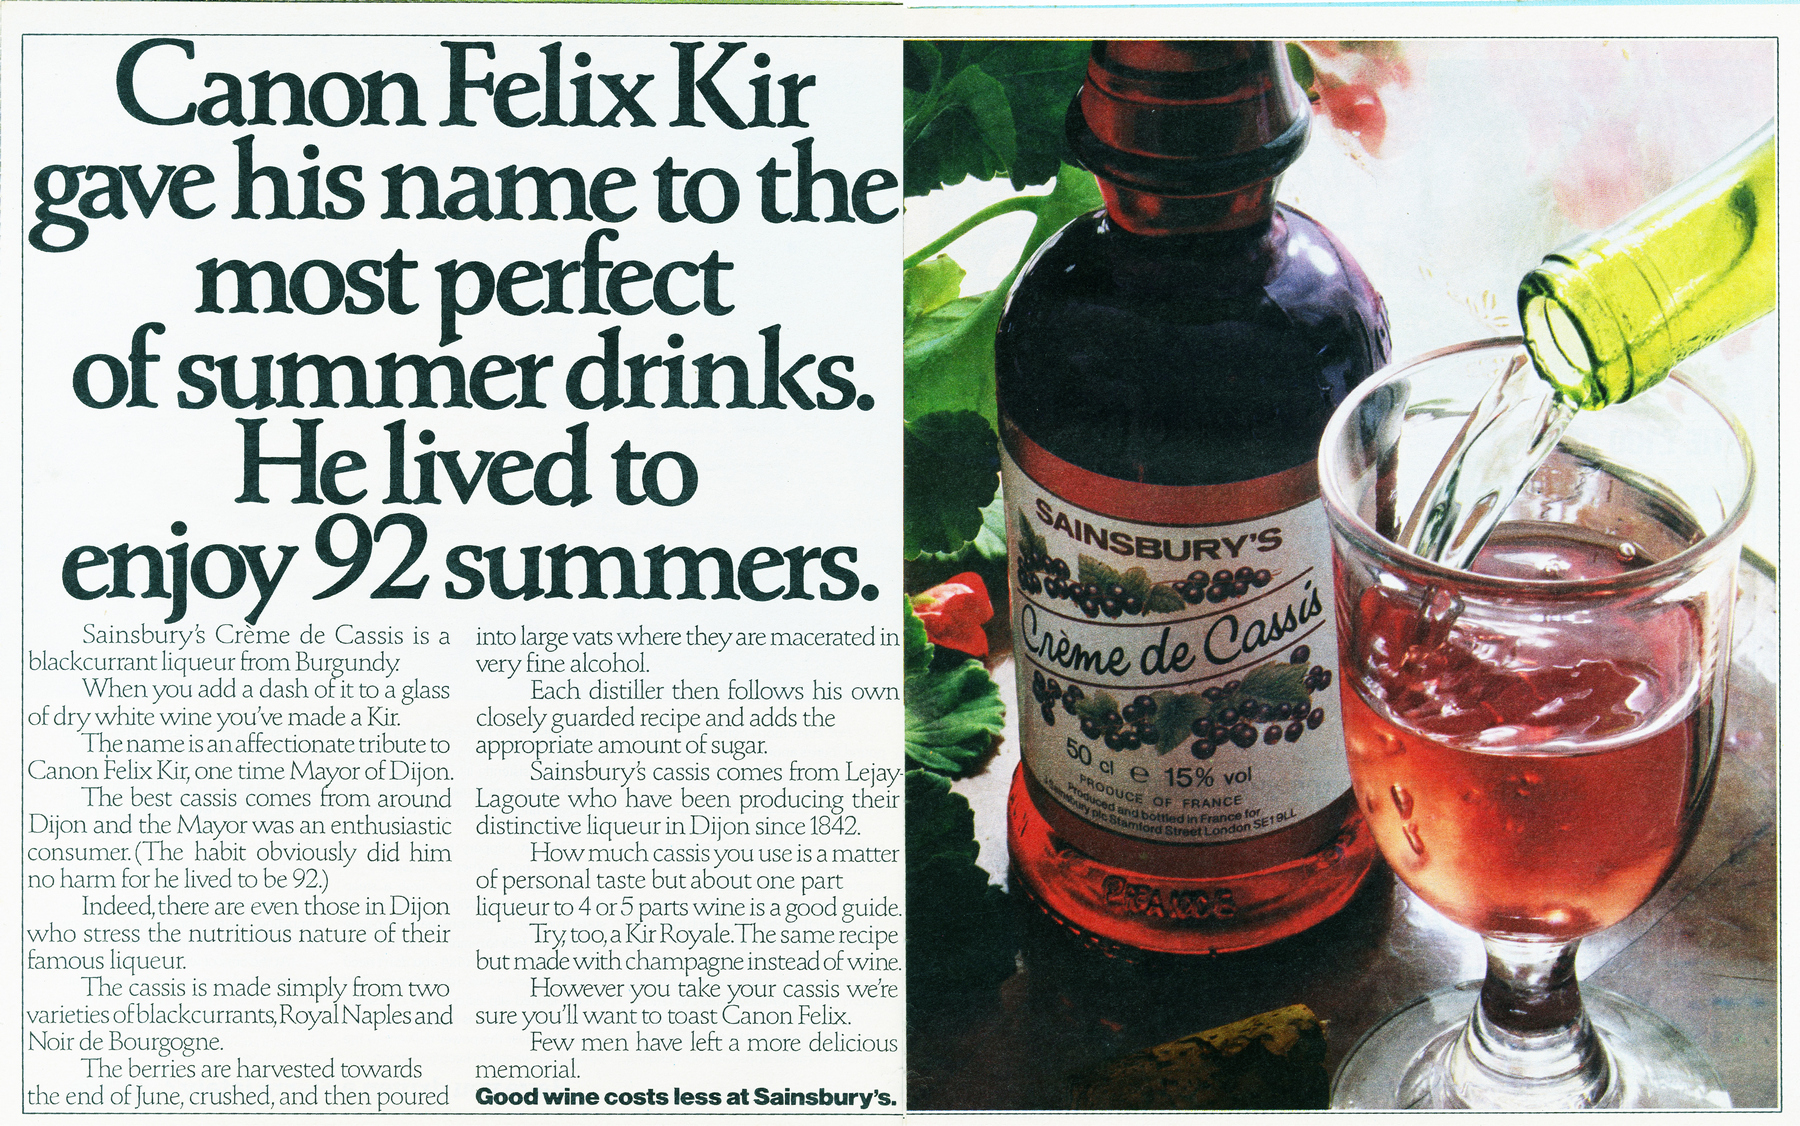 Canon Felix Kir
gave his name to the
most perfect
of summer drinks.
He lived to
enjoy 92 summers.
Sainsbury's Crème de Cassis is a
blackcurrant liqueur from Burgundy.
When you add a dash of it to a glass
of dry white wine you've made a Kir.
The name is an affectionate tribute to
Canon Felix Kir, one time Mayor of Dijon.
The best cassis comes from around
Dijon and the Mayor was an enthusiastic
consumer. (The habit obviously did him
no harm for he lived to be 92.)
Indeed, there are even those in Dijon
who stress the nutritious nature of their
famous liqueur.
The cassis is made simply from two
varieties of blackcurrants, Royal Naples and
Noir de Bourgogne.
The berries are harvested towards
the end of June, crushed, and then poured
into large vats where they are macerated in
very fine alcohol.
Each distiller then follows his own
closely guarded recipe and adds the
appropriate amount of sugar.
Sainsbury's cassis comes from Lejay-
Lagoute who have been producing their
distinctive liqueur in Dijon since 1842.
How much cassis you use is a matter
of personal taste but about one part
liqueur to 4 or 5 parts wine is a good guide.
Try, too, a Kir Royale. The same recipe
but made with champagne instead of wine.
However you take your cassis we're
sure you'll want to toast Canon Felix.
Few men have left a more delicious
memorial.
Good wine costs less at Sainsbury's.
SAINSBURY'S
Crème de Cassis
50 cl e 15% vol
PRODUCE OF FRANCE
Produced and bottled in France for
J Sainsbury plc Stamford Street London SE1 9LL